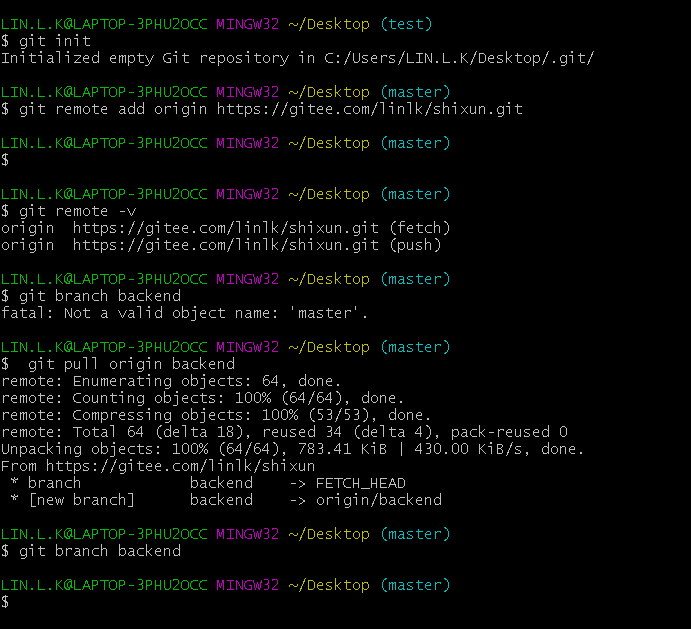 LIN.L.K@LAPTOP-3PHU2OCC MINGW32 ~/Desktop (test)
$ git init
Initialized empty Git repository in C:/Users/LIN.L.K/Desktop/.git/
LIN.L.K@LAPTOP-3PHU2OCC MINGW32 ~/Desktop (master)
$ git remote add origin https://gitee.com/linlk/shixun.git
LIN.L.K@LAPTOP-3PHU2OCC MINGW32 ~/Desktop (master)
$
LIN.L.K@LAPTOP-3PHU2OCC MINGW32 ~/Desktop (master)
$ git remote -v
origin  https://gitee.com/linlk/shixun.git (fetch)
origin  https://gitee.com/linlk/shixun.git (push)
LIN.L.K@LAPTOP-3PHU2OCC MINGW32 ~/Desktop (master)
$ git branch backend
fatal: Not a valid object name: 'master'.
LIN.L.K@LAPTOP-3PHU2OCC MINGW32 ~/Desktop (master)
$  git pull origin backend
remote: Enumerating objects: 64, done.
remote: Counting objects: 100% (64/64), done.
remote: Compressing objects: 100% (53/53), done.
remote: Total 64 (delta 18), reused 34 (delta 4), pack-reused 0
Unpacking objects: 100% (64/64), 783.41 KiB | 430.00 KiB/s, done.
From https://gitee.com/linlk/shixun
 * branch            backend    -> FETCH_HEAD
 * [new branch]      backend    -> origin/backend
LIN.L.K@LAPTOP-3PHU2OCC MINGW32 ~/Desktop (master)
$ git branch backend
LIN.L.K@LAPTOP-3PHU2OCC MINGW32 ~/Desktop (master)
$